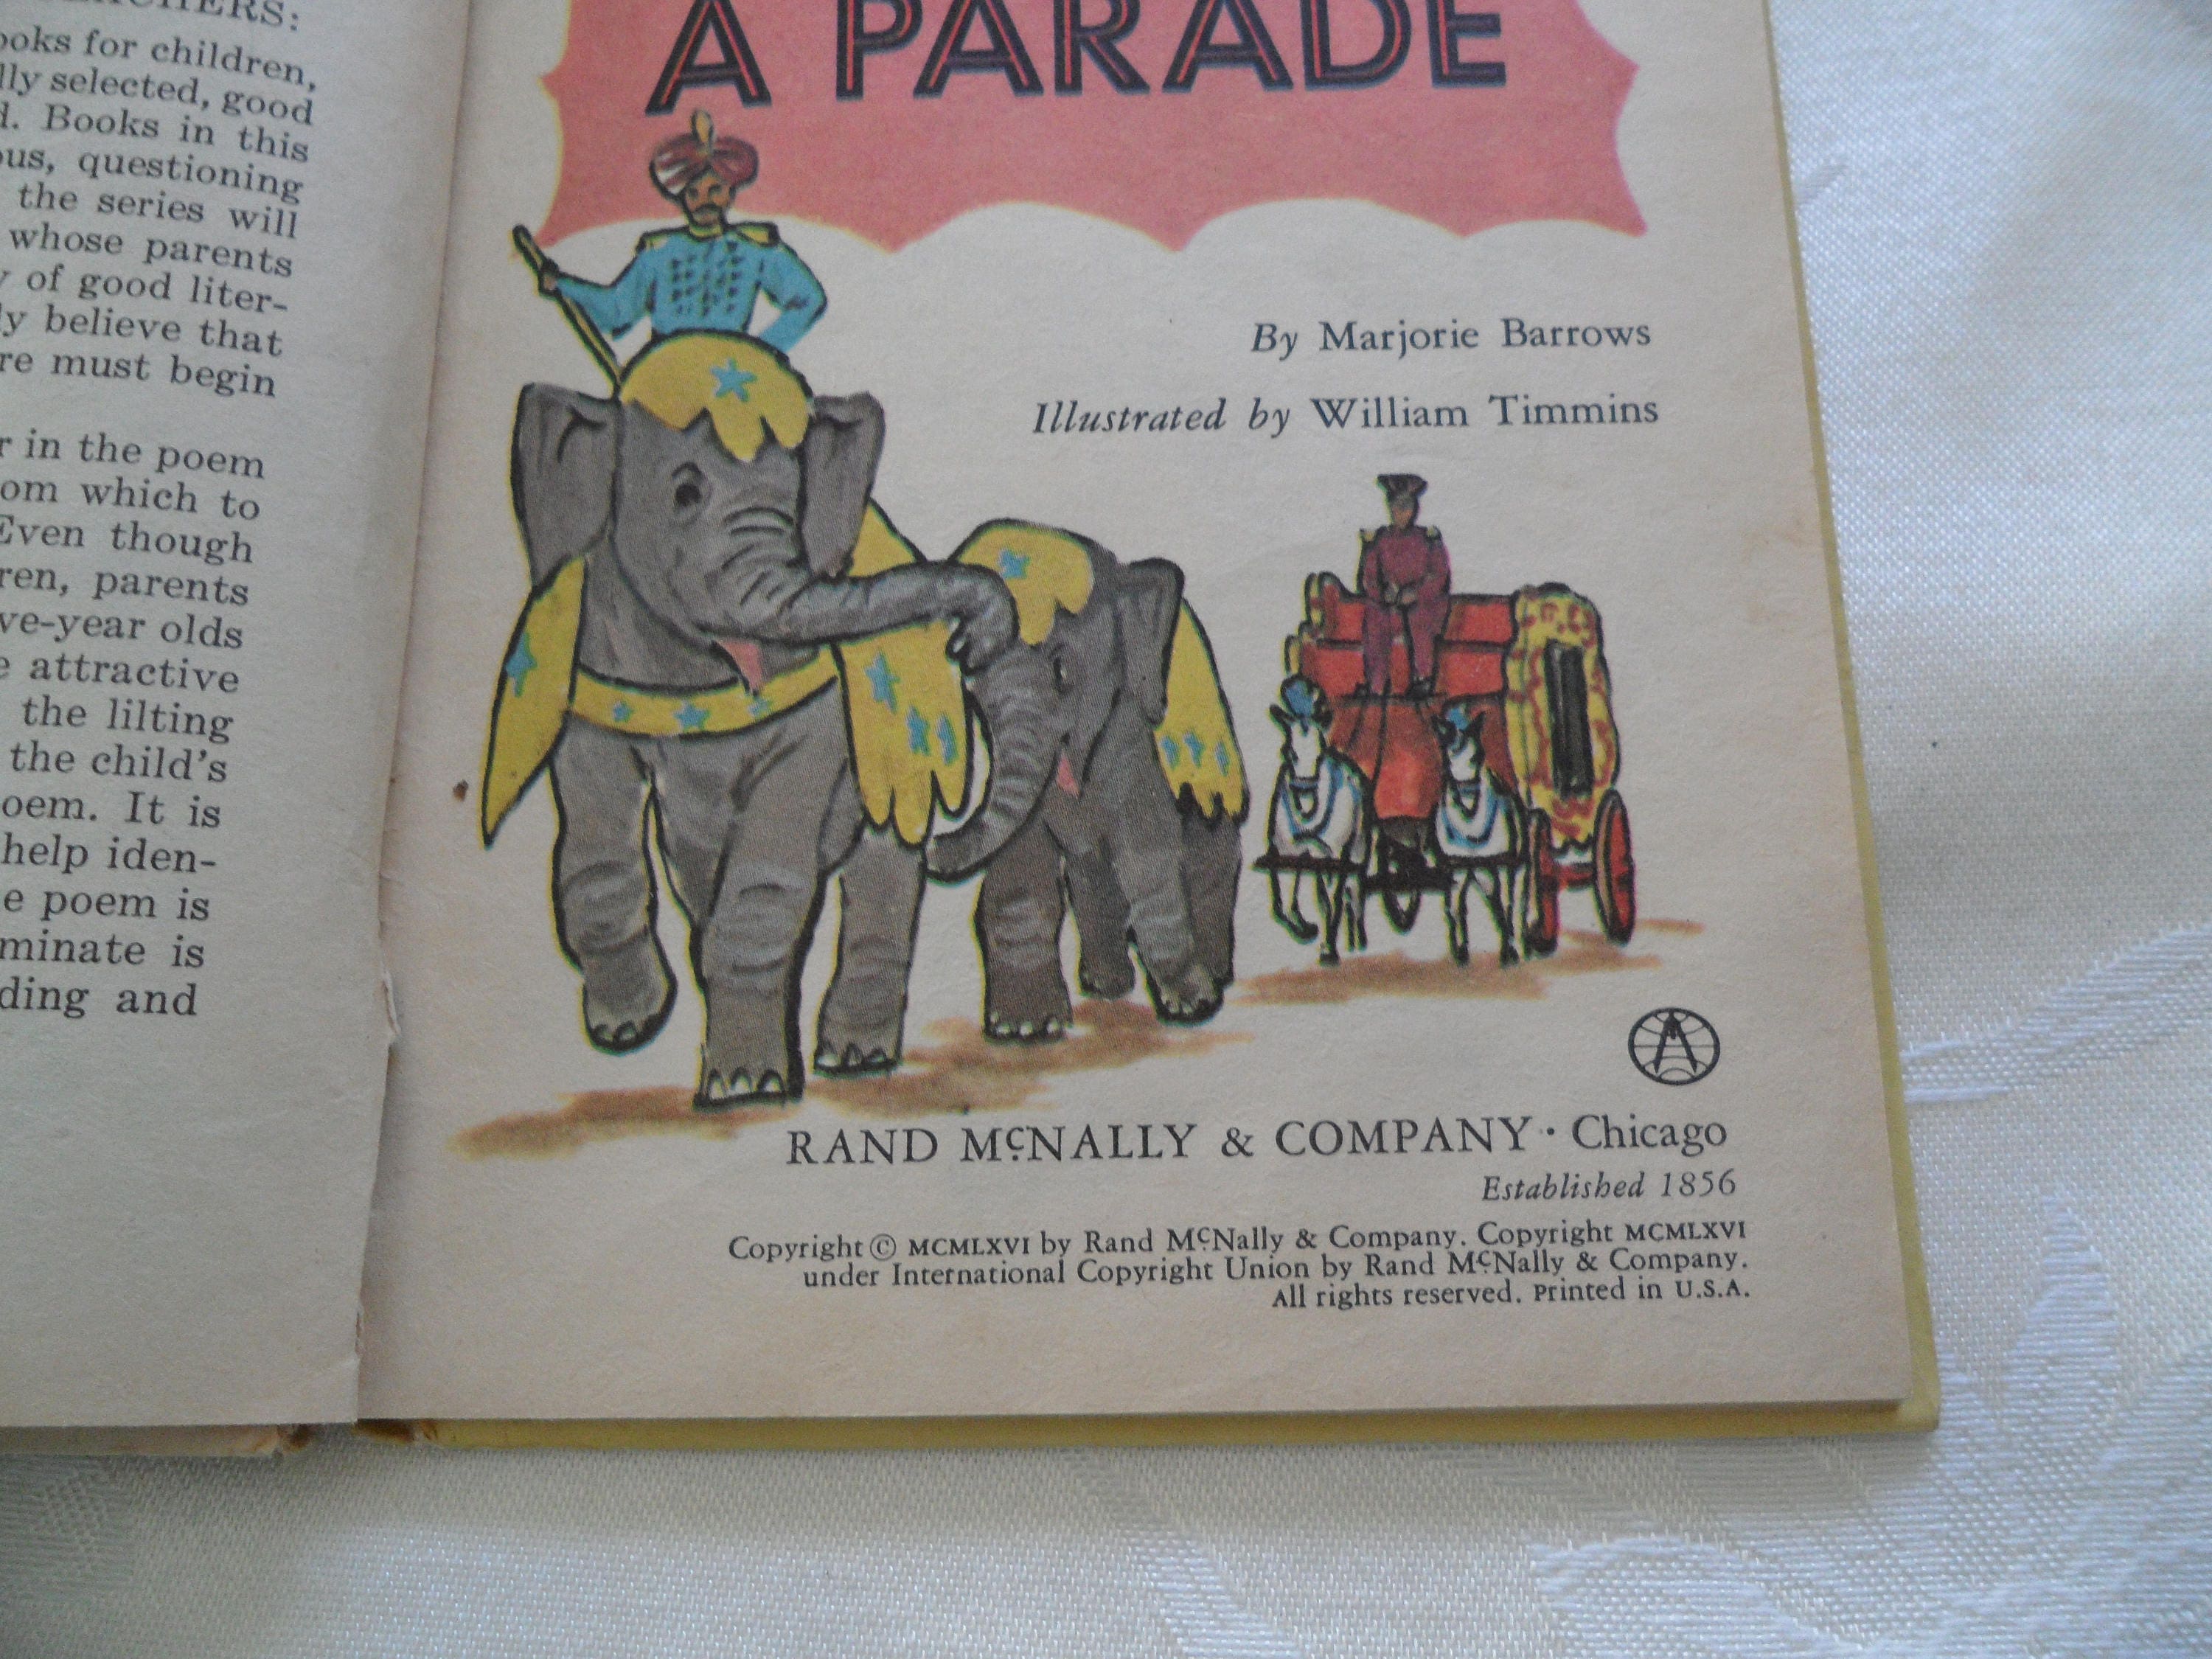 ooks for children,
lly selected, good
d. Books in this
ous, questioning
the series will
whose parents
y of good liter-
ly believe that
re must begin
r in the poem
om which to
Even though
ren, parents
ve-year olds
e attractive
the lilting
the child's
oem. It is
help iden-
e poem is
minate is
ding and
A PARADE
By Marjorie Barrows
Illustrated by William Timmins
RAND McNALLY & COMPANY · Chicago
Established 1856
Copyright © MCMLXVI by Rand McNally & Company. Copyright MCMLXVI
under International Copyright Union by Rand McNally & Company.
All rights reserved. Printed in U.S.A.